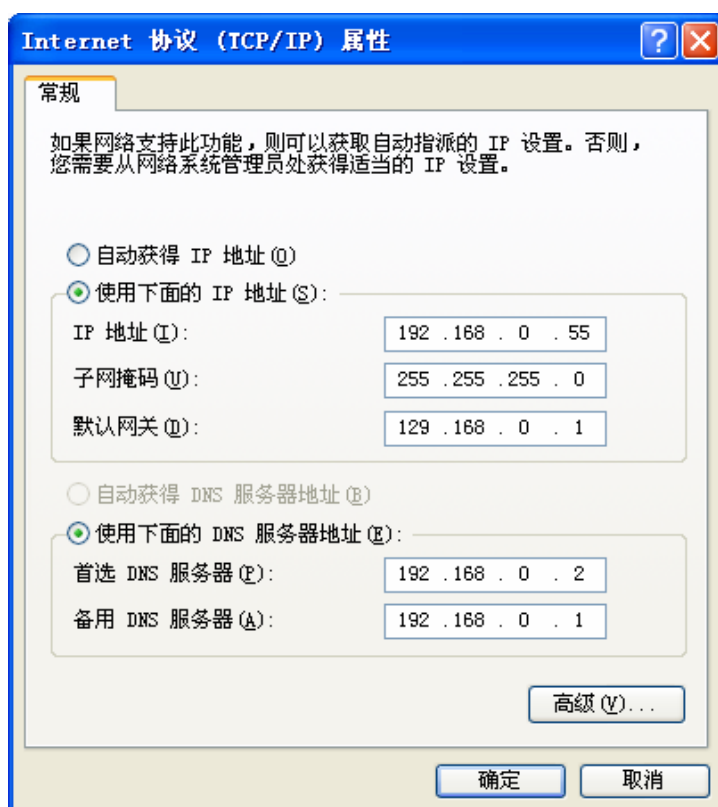 Internet 协议 (TCP/IP) 属性
常规
如果网络支持此功能，则可以获取自动指派的 IP 设置。否则，
您需要从网络系统管理员处获得适当的 IP 设置。
自动获得 IP 地址(O)
使用下面的 IP 地址(S):
IP 地址(I): 192 .168 . 0 . 55
子网掩码(U): 255 .255 .255 . 0
默认网关(D): 129 .168 . 0 . 1
自动获得 DNS 服务器地址(B)
使用下面的 DNS 服务器地址(E):
首选 DNS 服务器(P): 192 .168 . 0 . 2
备用 DNS 服务器(A): 192 .168 . 0 . 1
高级(V)...
确定 取消